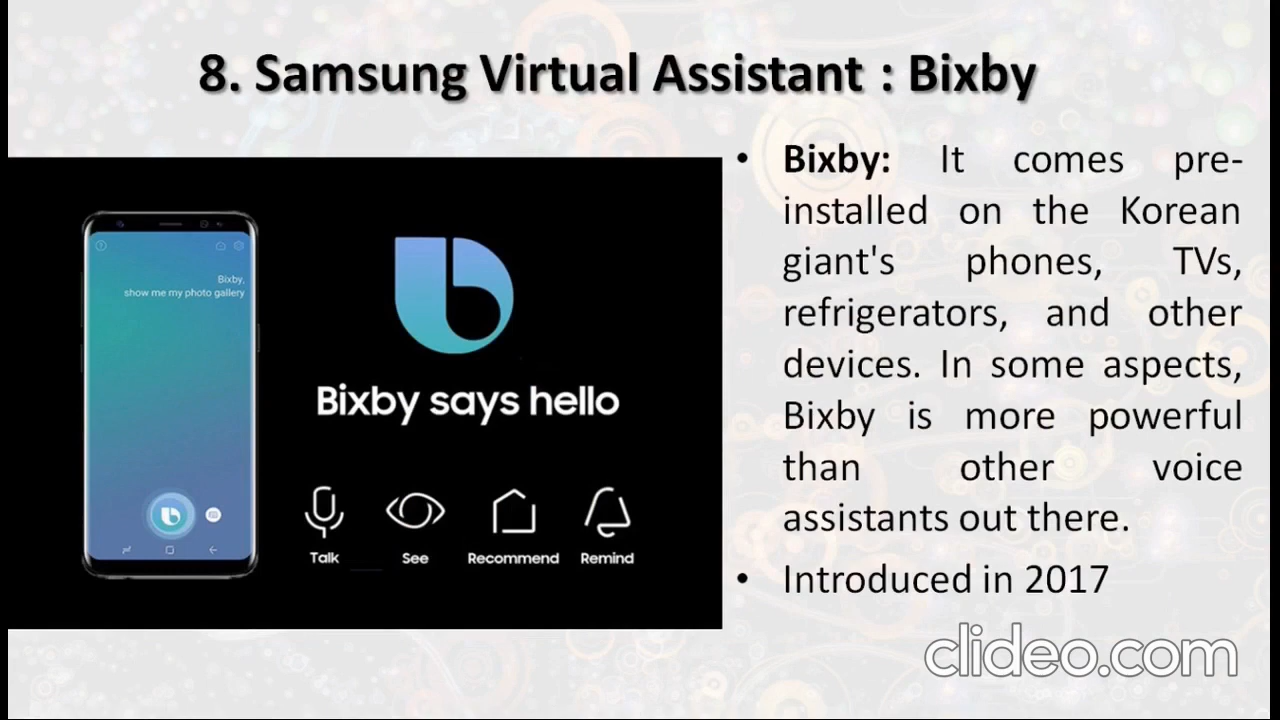 8. Samsung Virtual Assistant : Bixby
Bixby,
show me my photo gallery
Bixby says hello
Talk
See
Recommend
Remind
• Bixby: It comes pre-
installed on the Korean
giant's phones, TVs,
refrigerators, and other
devices. In some aspects,
Bixby is more powerful
than other voice
assistants out there.
• Introduced in 2017
clideo.com